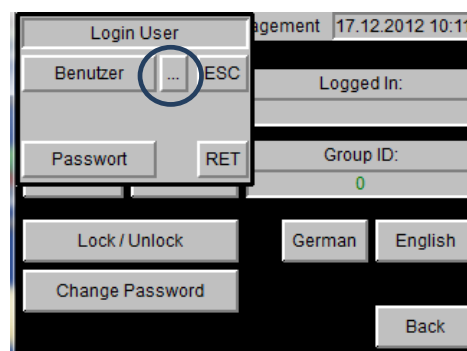 Login User
agement 17.12.2012 10:11
Benutzer ... ESC
Logged In:
Passwort RET
Group ID:
0
Lock / Unlock German English
Change Password
Back